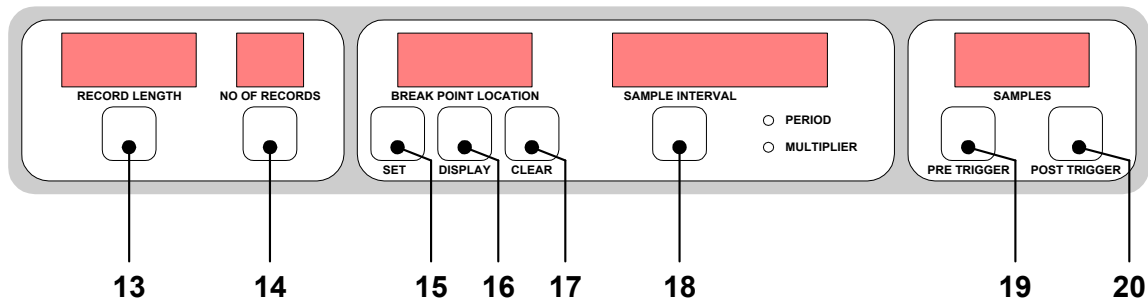 RECORD LENGTH NO OF RECORDS BREAK POINT LOCATION SAMPLE INTERVAL SAMPLES
PERIOD
MULTIPLIER
SET DISPLAY CLEAR PRE TRIGGER POST TRIGGER
13 14 15 16 17 18 19 20